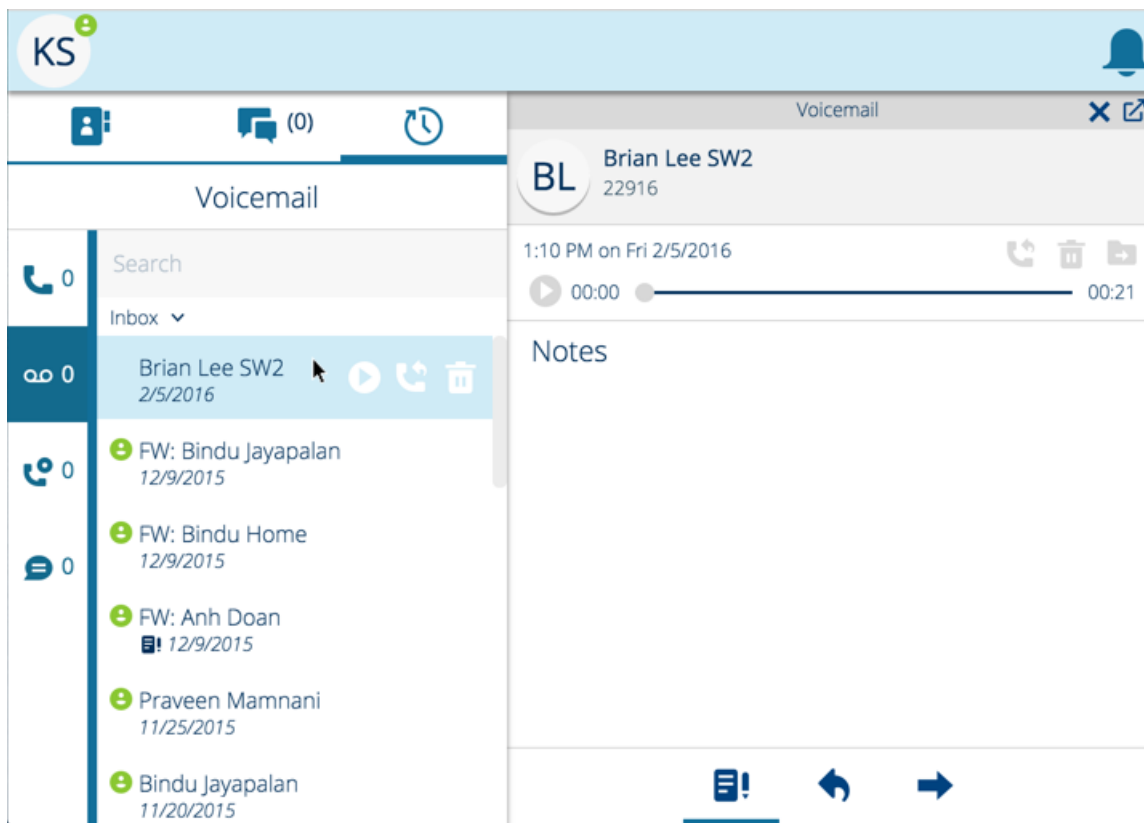 KS
(0)
Voicemail
0
0
0
0
Search
Inbox
Brian Lee SW2
2/5/2016
FW: Bindu Jayapalan
12/9/2015
FW: Bindu Home
12/9/2015
FW: Anh Doan
12/9/2015
Praveen Mamnani
11/25/2015
Bindu Jayapalan
11/20/2015
Voicemail
BL
Brian Lee SW2
22916
1:10 PM on Fri 2/5/2016
00:00
00:21
Notes